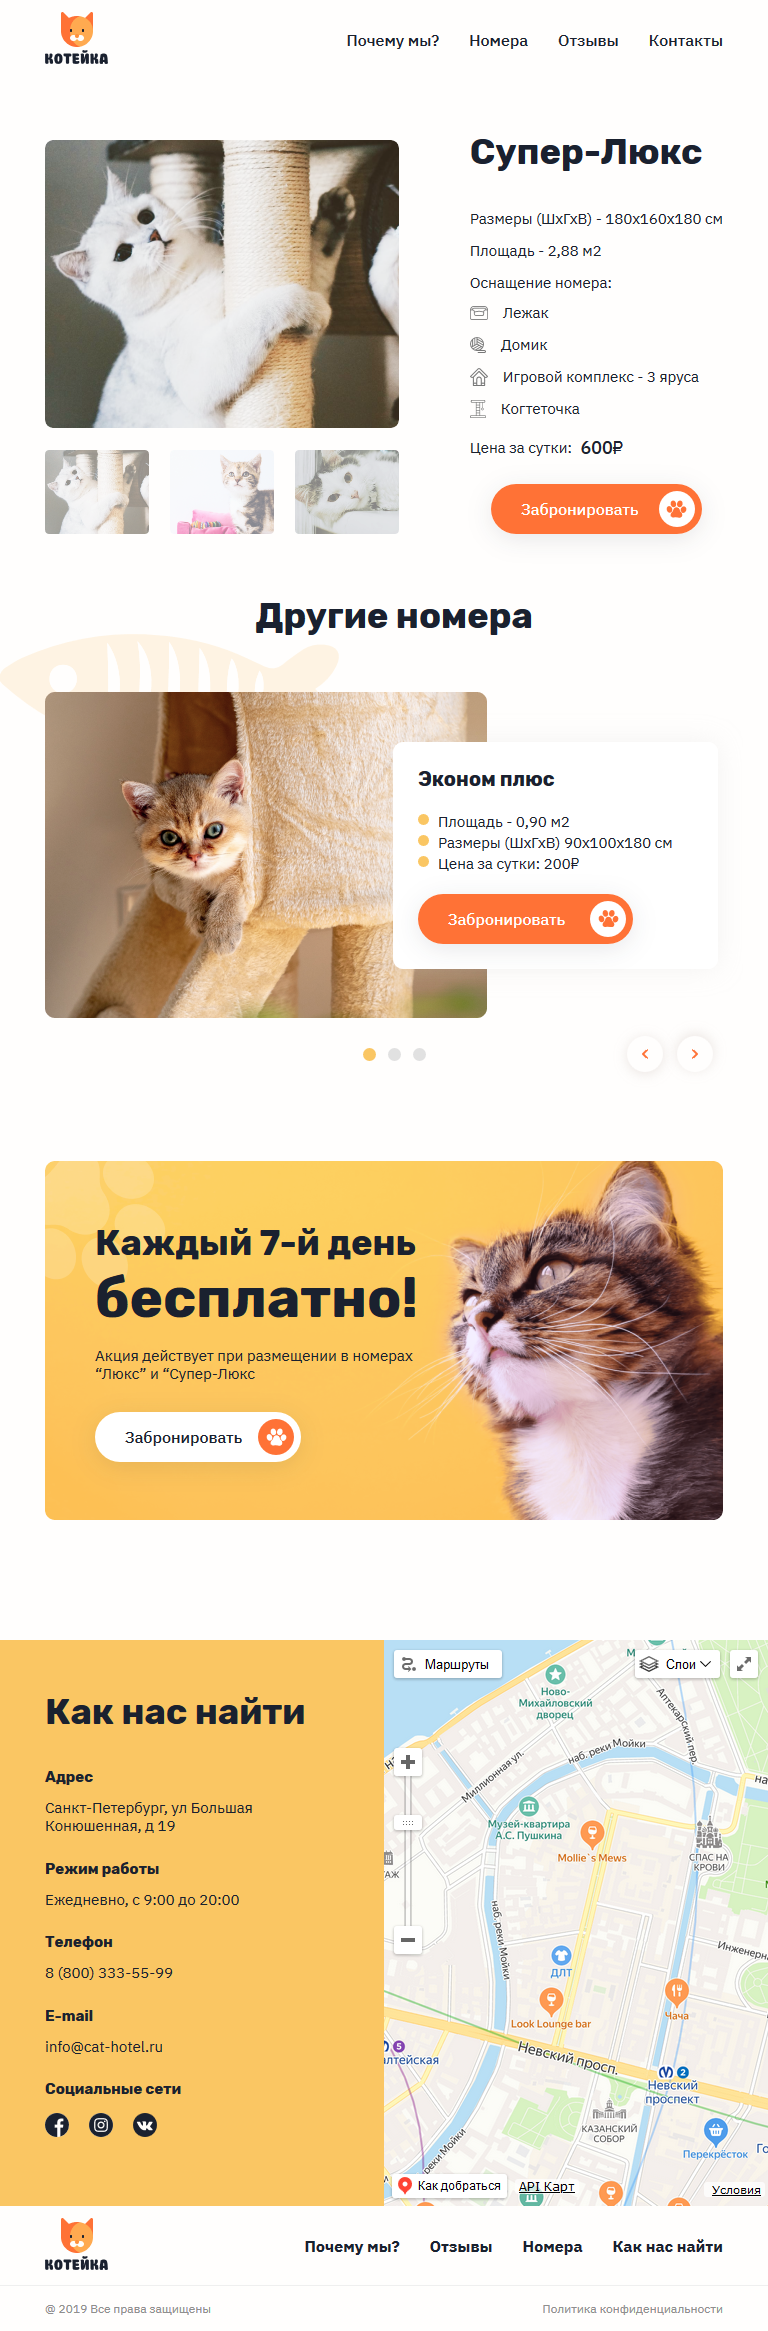 КОТЕЙКА
Почему мы? Номера Отзывы Контакты
Супер-Люкс
Размеры (ШхГхВ) - 180х160х180 см
Площадь - 2,88 м2
Оснащение номера:
Лежак
Домик
Игровой комплекс - 3 яруса
Когтеточка
Цена за сутки: 600₽
Забронировать
Другие номера
Эконом плюс
Площадь - 0,90 м2
Размеры (ШхГхВ) 90х100х180 см
Цена за сутки: 200₽
Забронировать
Каждый 7-й день
бесплатно!
Акция действует при размещении в номерах
“Люкс” и “Супер-Люкс
Забронировать
Как нас найти
Адрес
Санкт-Петербург, ул Большая
Конюшенная, д 19
Режим работы
Ежедневно, с 9:00 до 20:00
Телефон
8 (800) 333-55-99
E-mail
info@cat-hotel.ru
Социальные сети
Маршруты
Слои
Ново-
Михайловский
дворец
Аптекарский пер.
наб. реки Мойки
Миллионная ул.
Музей-квартира
А.С. Пушкина
Mollie`s Mews
СПАС НА
КРОВИ
наб. реки Мойки
Инженерна
ДЛТ
Look Lounge bar
Чача
5
алтейская
Невский просп.
2
Невский
проспект
КАЗАНСКИЙ
СОБОР
Перекрёсток
реки Мойки
Как добраться
API Карт
Условия
КОТЕЙКА
Почему мы? Отзывы Номера Как нас найти
@ 2019 Все права защищены
Политика конфиденциальности